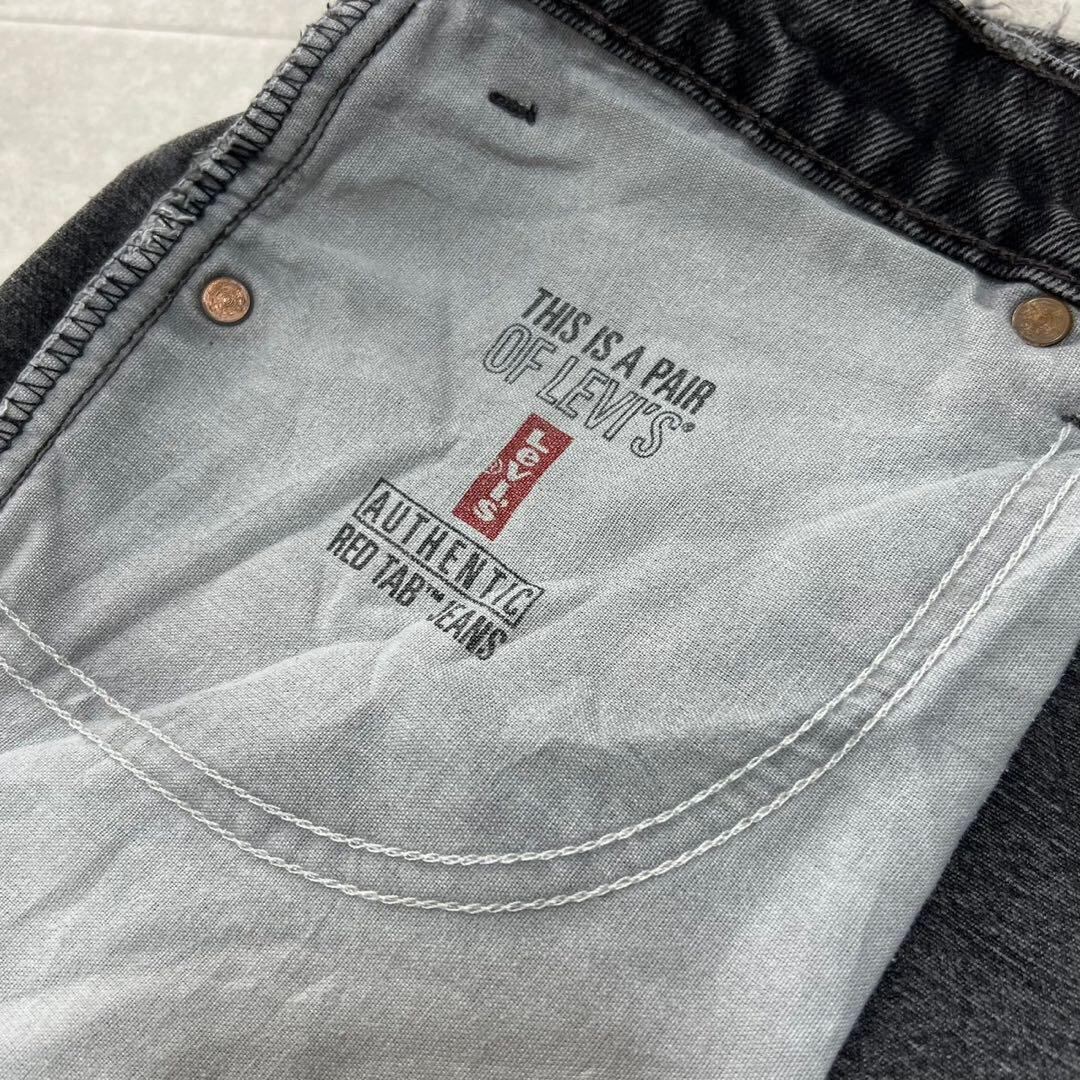 THIS IS A PAIR
OF LEVI'S®
LEVI'S
AUTHENTIC
RED TAB™ JEANS